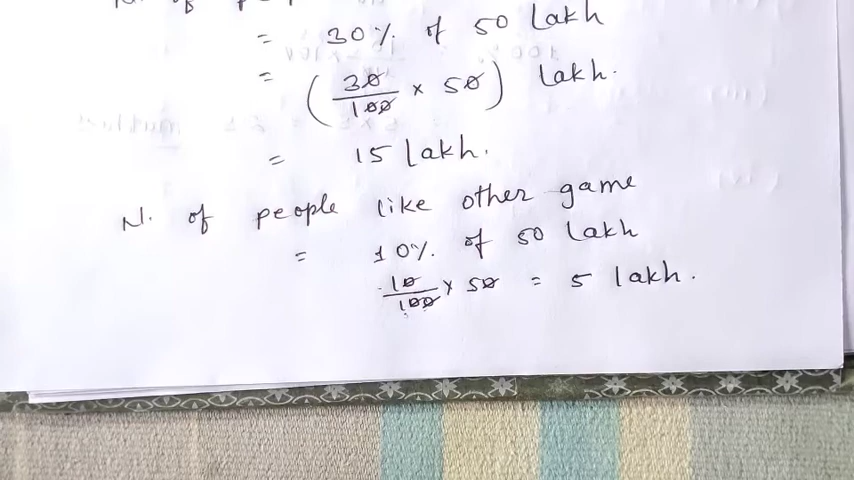 N. of
= 30% of 50 lakh
= (30/100 × 50) lakh.
= 15 lakh.
N. of people like other game
= 10% of 50 lakh
10/100 × 50 = 5 lakh.